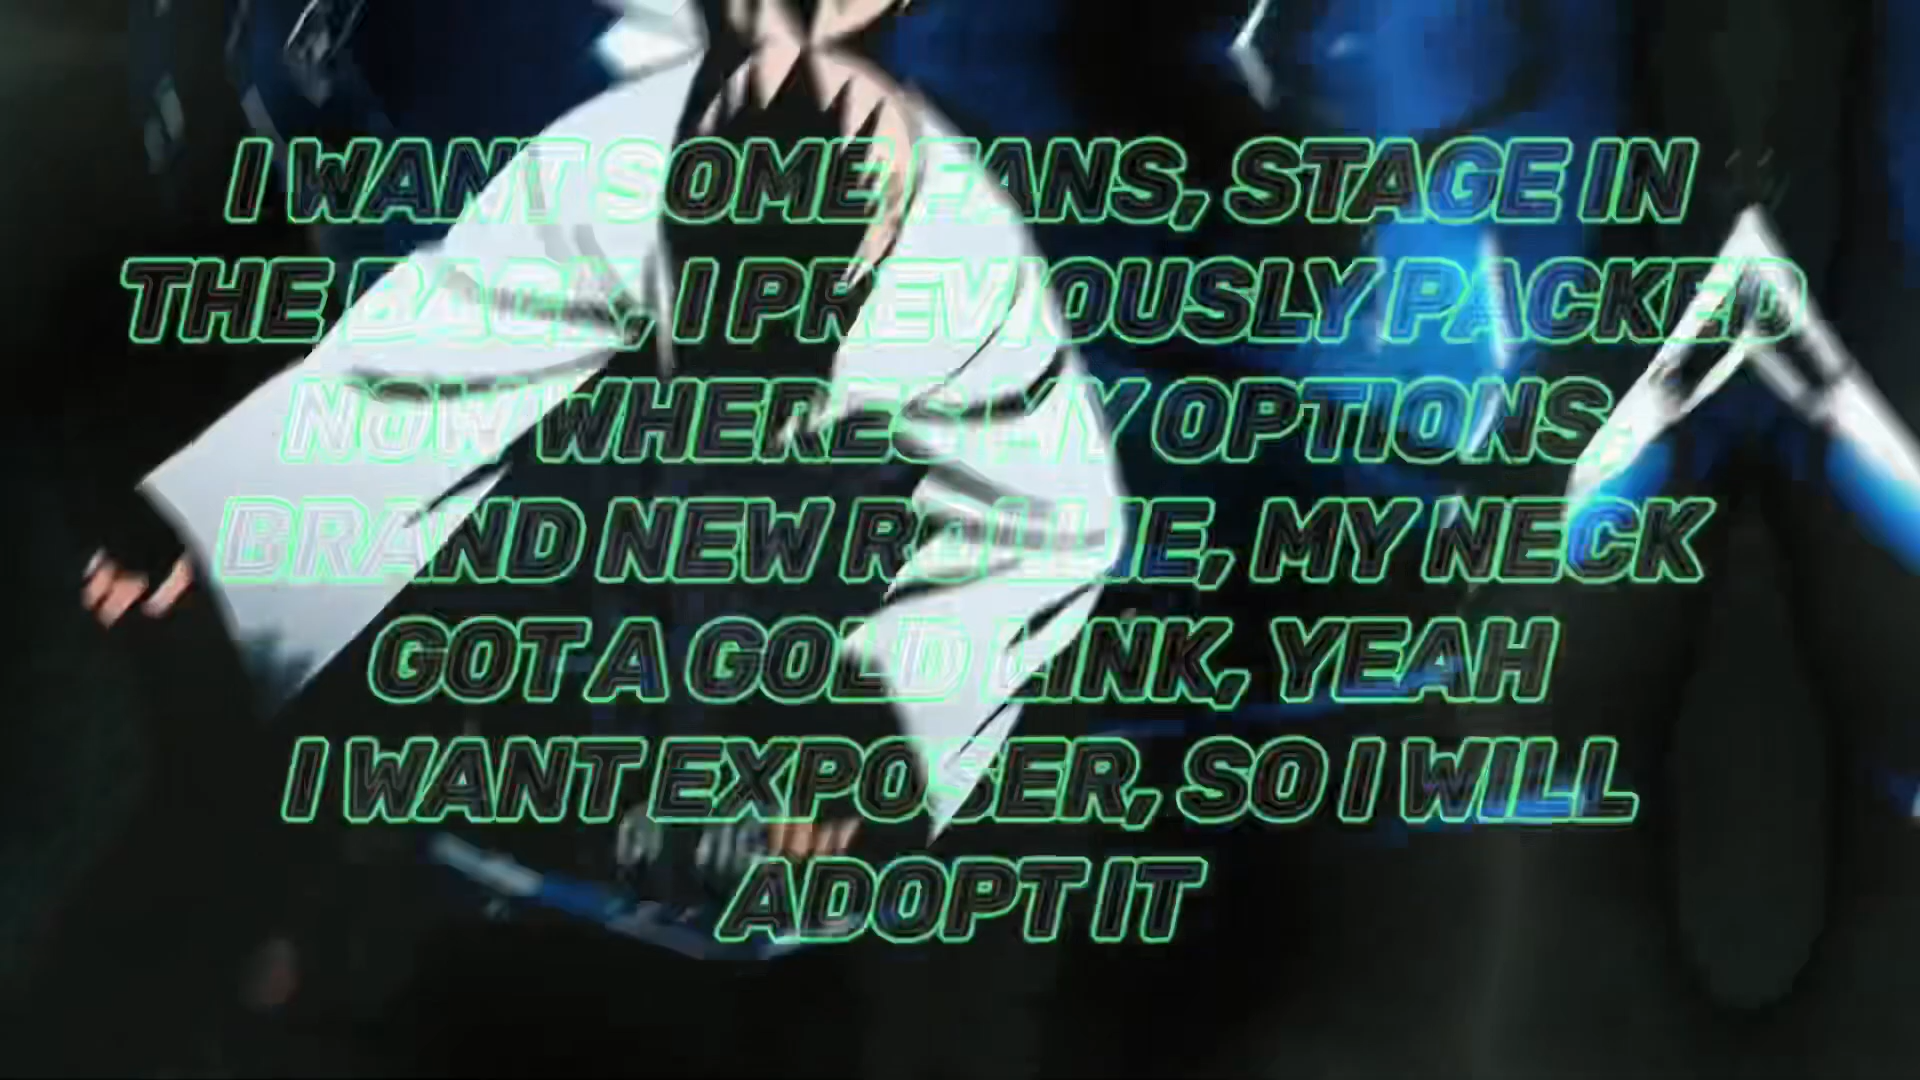 I WANT SOME FANS, STAGE IN
THE BACK, I PREVIOUSLY PACKED
NOW WHERES MY OPTIONS,
BRAND NEW ROLLIE, MY NECK
GOT A GOLD LINK, YEAH
I WANT EXPOSER, SO I WILL
ADOPT IT